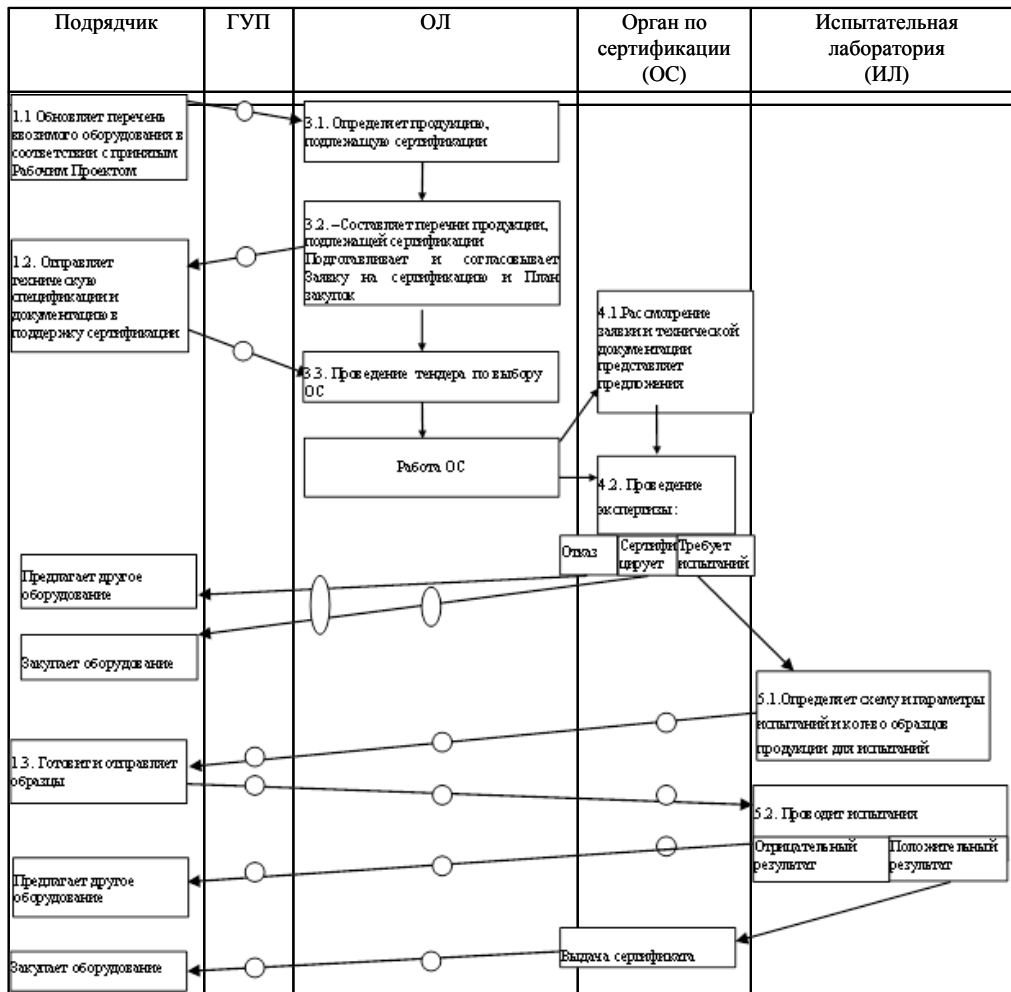 Подрядчик
ГУП
ОЛ
Орган по
сертификации
(ОС)
Испытательная
лаборатория
(ИЛ)
1.1 Обновляет перечень
ввозимого оборудования в
соответствии с принятым
Рабочим Проектом
3.1. Определяет продукцию,
подлежащую сертификации
3.2. –Составляет перечни продукции,
подлежащей сертификации
Подготавливает и согласовывает
Заявку на сертификацию и План
закупок
1.2. Отправляет
техническую
спецификации и
документацию в
поддержку сертификации
4.1.Рассмотрение
заявки и технической
документации
представляет
предложения
3.3. Проведение тендера по выбору
ОС
Работа ОС
4.2. Проведение
экспертизы:
Отказ
Сертифи
цирует
Требует
испытаний
Предлагает другое
оборудование
Закупает оборудование
5.1.Определяет схему и параметры
испытаний и кол-во образцов
продукции для испытаний
1.3. Готовит и отправляет
образцы
5.2. Проводит испытания
Отрицательный
результат
Положительный
результат
Предлагает другое
оборудование
Выдача сертификата
Закупает оборудование